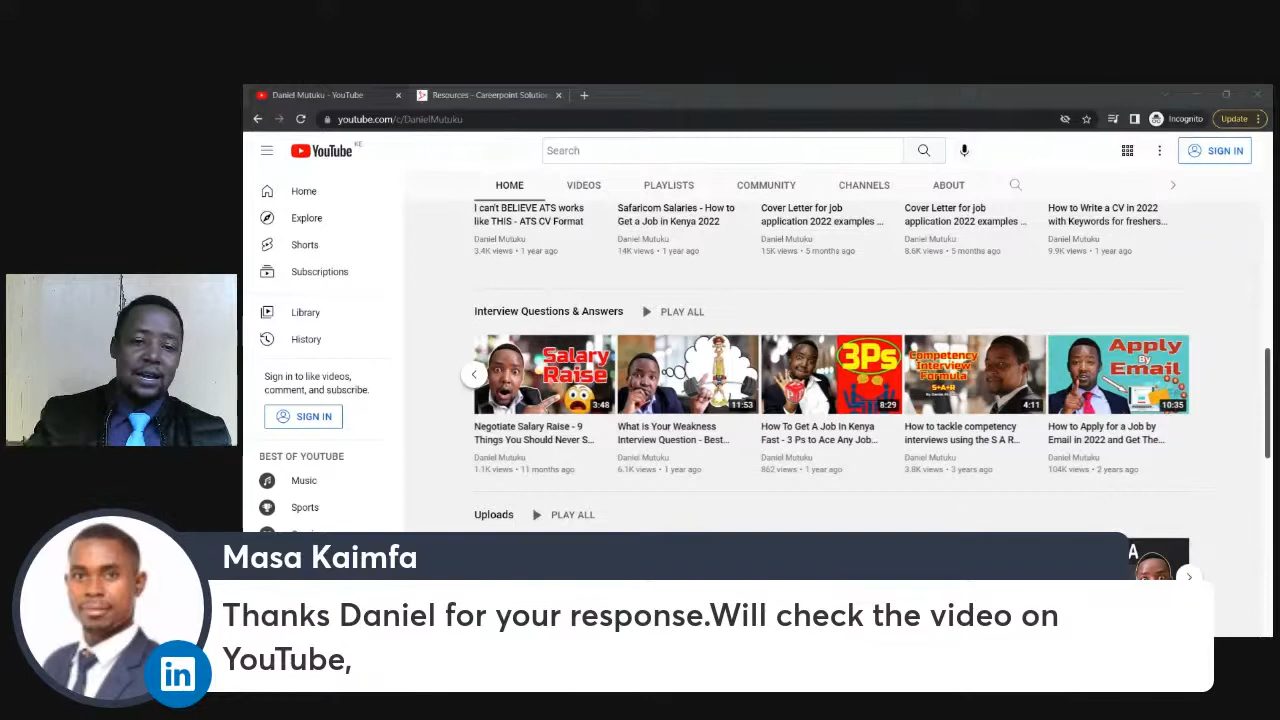 Daniel Mutuku - YouTube
Resources - Careerpoint Solution
youtube.com/c/DanielMutuku
Incognito
Update
YouTube KE
Search
SIGN IN
HOME
VIDEOS
PLAYLISTS
COMMUNITY
CHANNELS
ABOUT
Home
Explore
Shorts
Subscriptions
Library
History
Sign in to like videos,
comment, and subscribe.
SIGN IN
BEST OF YOUTUBE
Music
Sports
I can't BELIEVE ATS works
like THIS - ATS CV Format
Daniel Mutuku
3.4K views • 1 year ago
Safaricom Salaries - How to
Get a Job in Kenya 2022
Daniel Mutuku
14K views • 1 year ago
Cover Letter for job
application 2022 examples ...
Daniel Mutuku
15K views • 5 months ago
Cover Letter for job
application 2022 examples ...
Daniel Mutuku
8.6K views • 5 months ago
How to Write a CV in 2022
with Keywords for freshers...
Daniel Mutuku
9.9K views • 1 year ago
Interview Questions & Answers
PLAY ALL
Salary
Raise
3:48
Negotiate Salary Raise - 9
Things You Should Never S...
Daniel Mutuku
1.1K views • 11 months ago
11:53
What is Your Weakness
Interview Question - Best...
Daniel Mutuku
6.1K views • 1 year ago
3Ps
8:29
How To Get A Job In Kenya
Fast - 3 Ps to Ace Any Job...
Daniel Mutuku
862 views • 1 year ago
Competency
Interview
Formula
S+A+R
4:11
How to tackle competency
interviews using the S A R...
Daniel Mutuku
3.8K views • 3 years ago
Apply
By
Email
10:35
How to Apply for a Job by
Email in 2022 and Get The...
Daniel Mutuku
104K views • 2 years ago
Uploads
PLAY ALL
A
Masa Kaimfa
Thanks Daniel for your response.Will check the video on
YouTube,
in